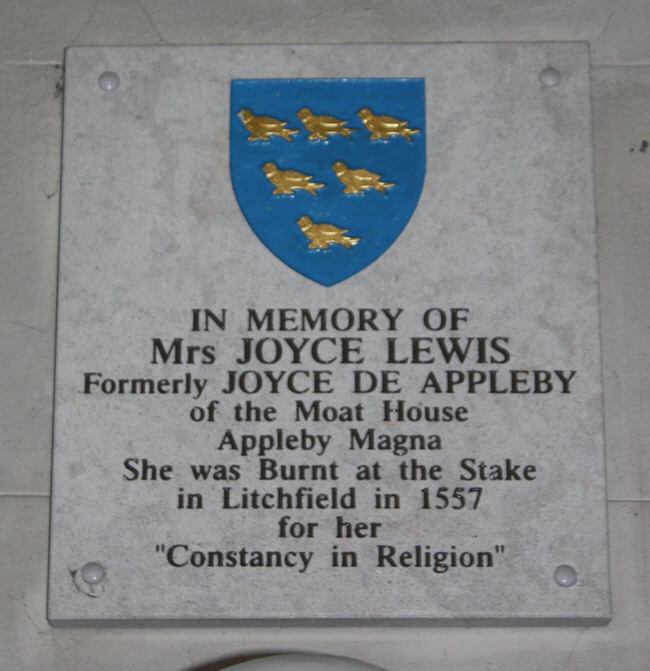 IN MEMORY OF
Mrs JOYCE LEWIS
Formerly JOYCE DE APPLEBY
of the Moat House
Appleby Magna
She was Burnt at the Stake
in Litchfield in 1557
for her
"Constancy in Religion"